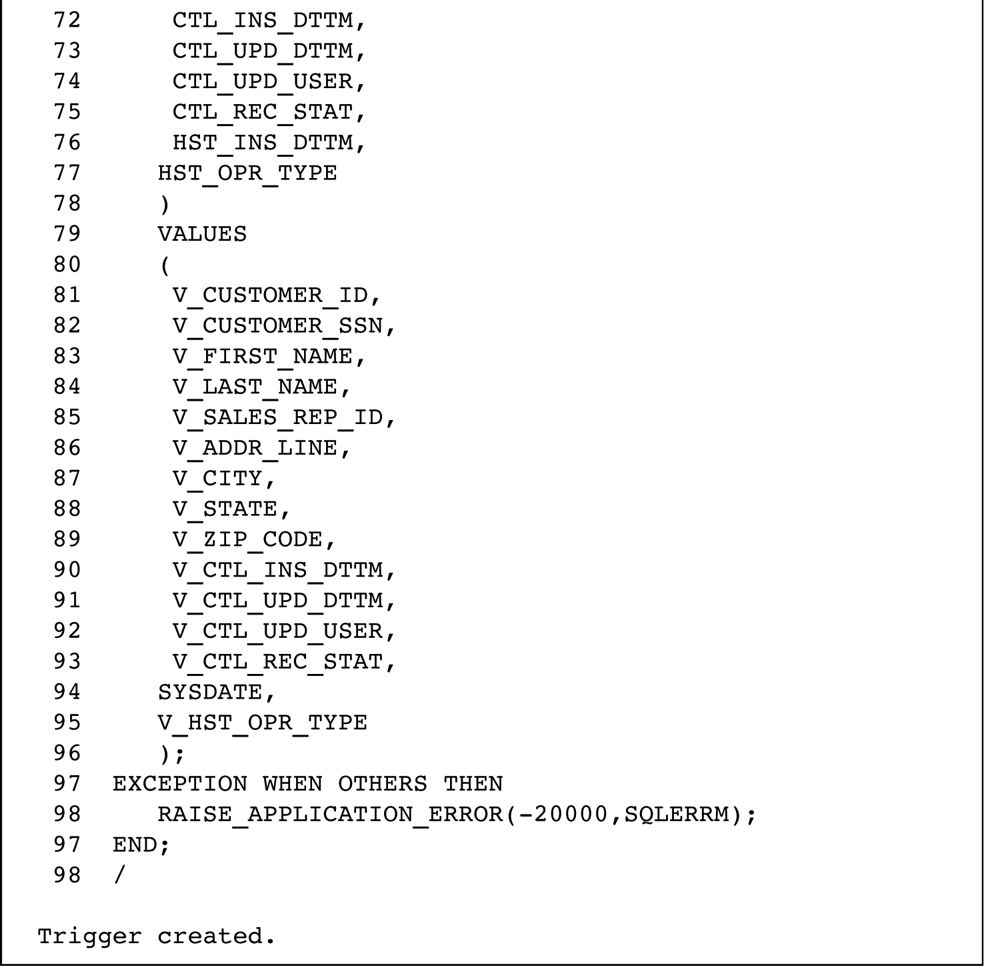 72      CTL_INS_DTTM,
73      CTL_UPD_DTTM,
74      CTL_UPD_USER,
75      CTL_REC_STAT,
76      HST_INS_DTTM,
77     HST_OPR_TYPE
78     )
79     VALUES
80     (
81      V_CUSTOMER_ID,
82      V_CUSTOMER_SSN,
83      V_FIRST_NAME,
84      V_LAST_NAME,
85      V_SALES_REP_ID,
86      V_ADDR_LINE,
87      V_CITY,
88      V_STATE,
89      V_ZIP_CODE,
90      V_CTL_INS_DTTM,
91      V_CTL_UPD_DTTM,
92      V_CTL_UPD_USER,
93      V_CTL_REC_STAT,
94     SYSDATE,
95     V_HST_OPR_TYPE
96     );
97  EXCEPTION WHEN OTHERS THEN
98     RAISE_APPLICATION_ERROR(-20000,SQLERRM);
97  END;
98  /
Trigger created.